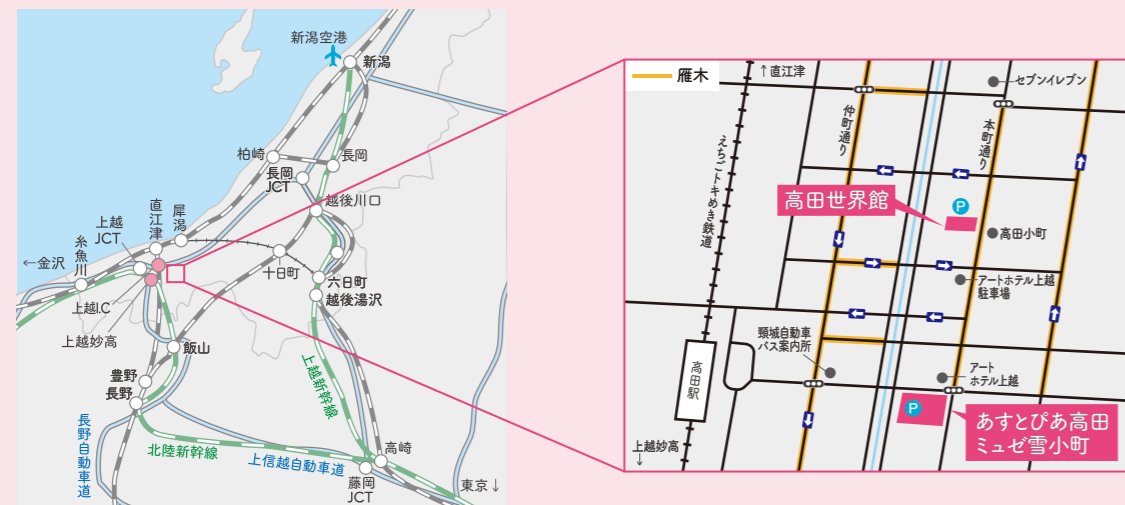 新潟空港
新潟
柏崎
長岡
長岡
JCT
越後川口
直江津
犀潟
上越
JCT
糸魚川
←金沢
十日町
六日町
越後湯沢
上越I.C
上越妙高
飯山
豊野
長野
上越新幹線
長野自動車道
北陸新幹線
上信越自動車道
高崎
藤岡
JCT
東京↓
雁木
↑直江津
セブンイレブン
仲町通り
本町通り
えちごトキめき鉄道
P
高田世界館
高田小町
アートホテル上越
駐車場
頸城自動車
バス案内所
高田駅
アート
ホテル上越
P
あすとぴあ高田
ミュゼ雪小町
上越妙高
↓